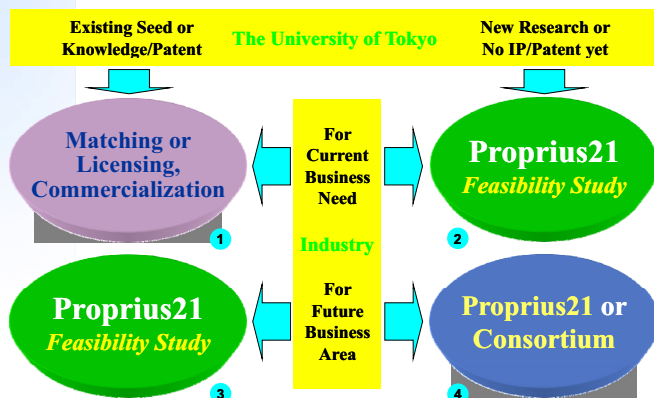 Existing Seed or
Knowledge/Patent
The University of Tokyo
New Research or
No IP/Patent yet
Matching or
Licensing,
Commercialization
1
For
Current
Business
Need
Proprius21
Feasibility Study
2
Industry
Proprius21
Feasibility Study
3
For
Future
Business
Area
Proprius21 or
Consortium
4